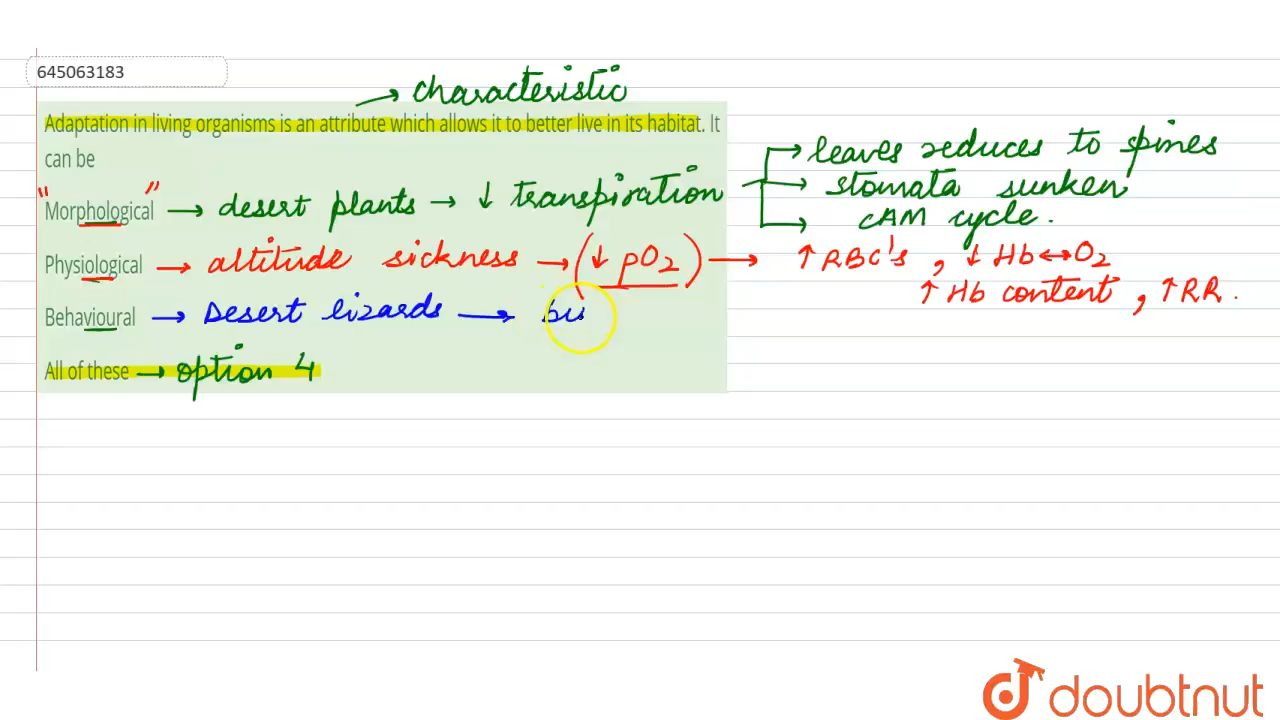 645063183
characteristic
Adaptation in living organisms is an attribute which allows it to better live in its habitat. It
can be
"Morphological" → desert plants → ↓ transpiration → leaves reduces to spines
→ stomata sunken
→ CAM cycle.
Physiological → altitude sickness → (↓ pO2) → ↑ RBC's, ↓ Hb↔O2
↑ Hb content, ↑RR.
Behavioural → Desert lizards → bu
All of these → option 4
doubtnut